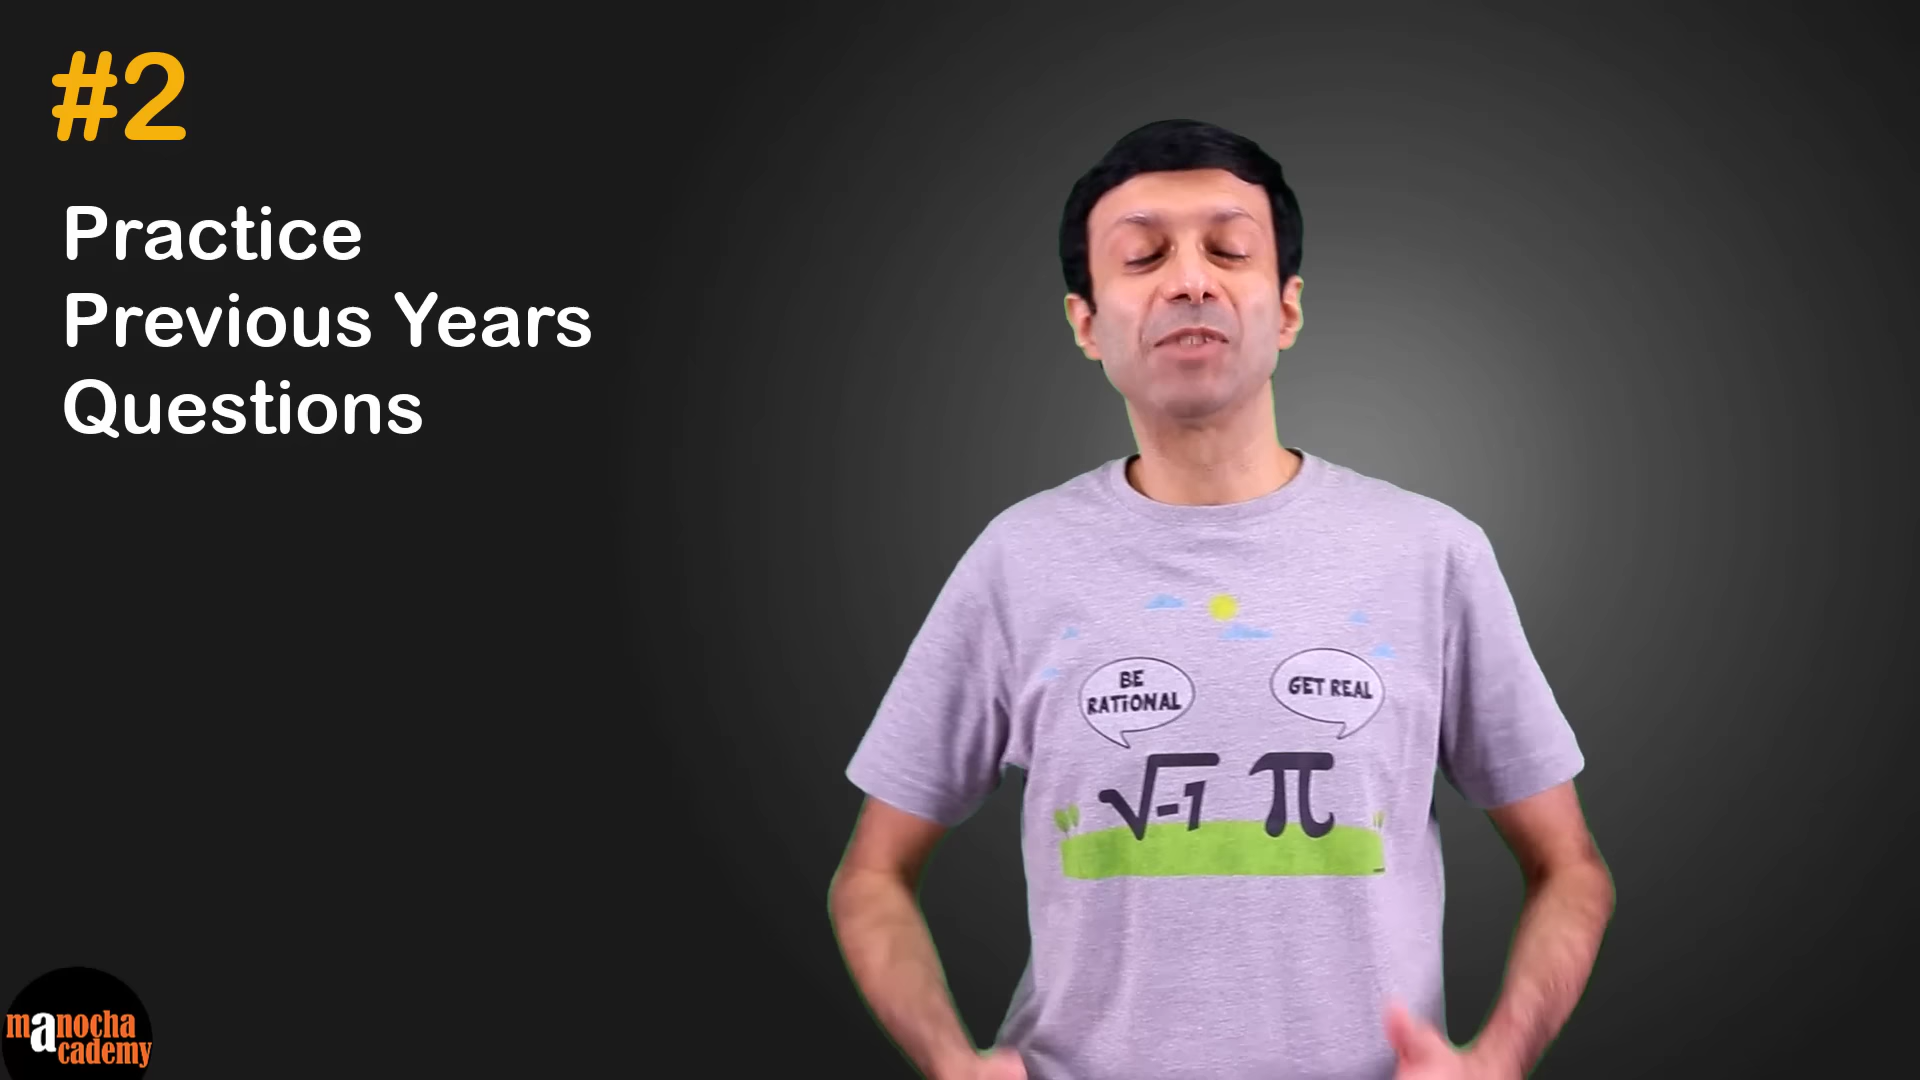 #2
Practice
Previous Years
Questions
BE
RATIONAL
GET REAL
√-1 π
manocha
academy